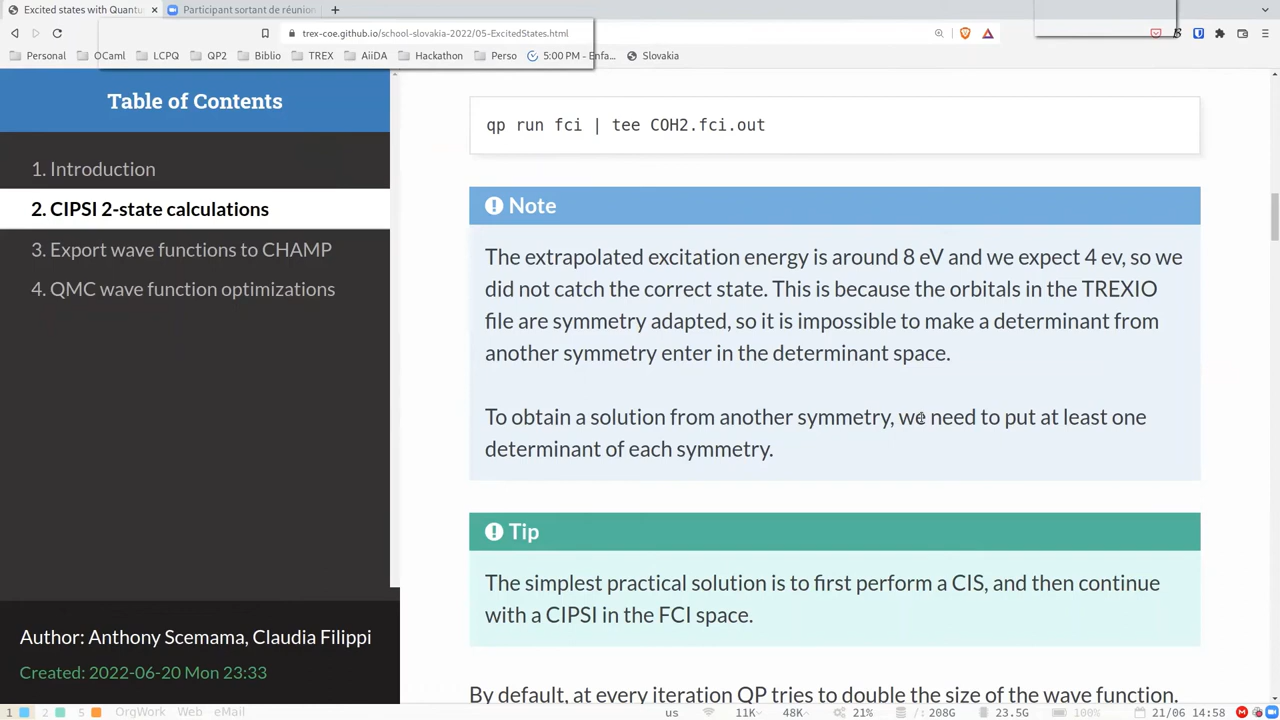 Excited states with Quantu
Participant sortant de réunion
trex-coe.github.io/school-slovakia-2022/05-ExcitedStates.html
Personal OCaml LCPQ QP2 Biblio TREX AiiDA Hackathon Perso 5:00 PM - Enfa... Slovakia
Table of Contents
1. Introduction
2. CIPSI 2-state calculations
3. Export wave functions to CHAMP
4. QMC wave function optimizations
Author: Anthony Scemama, Claudia Filippi
Created: 2022-06-20 Mon 23:33
qp run fci | tee COH2.fci.out
Note
The extrapolated excitation energy is around 8 eV and we expect 4 ev, so we
did not catch the correct state. This is because the orbitals in the TREXIO
file are symmetry adapted, so it is impossible to make a determinant from
another symmetry enter in the determinant space.
To obtain a solution from another symmetry, we need to put at least one
determinant of each symmetry.
Tip
The simplest practical solution is to first perform a CIS, and then continue
with a CIPSI in the FCI space.
By default, at every iteration QP tries to double the size of the wave function.
1 2 5 OrgWork Web eMail us 11K 48K 21% 208G 23.5G 100% 21/06 14:58